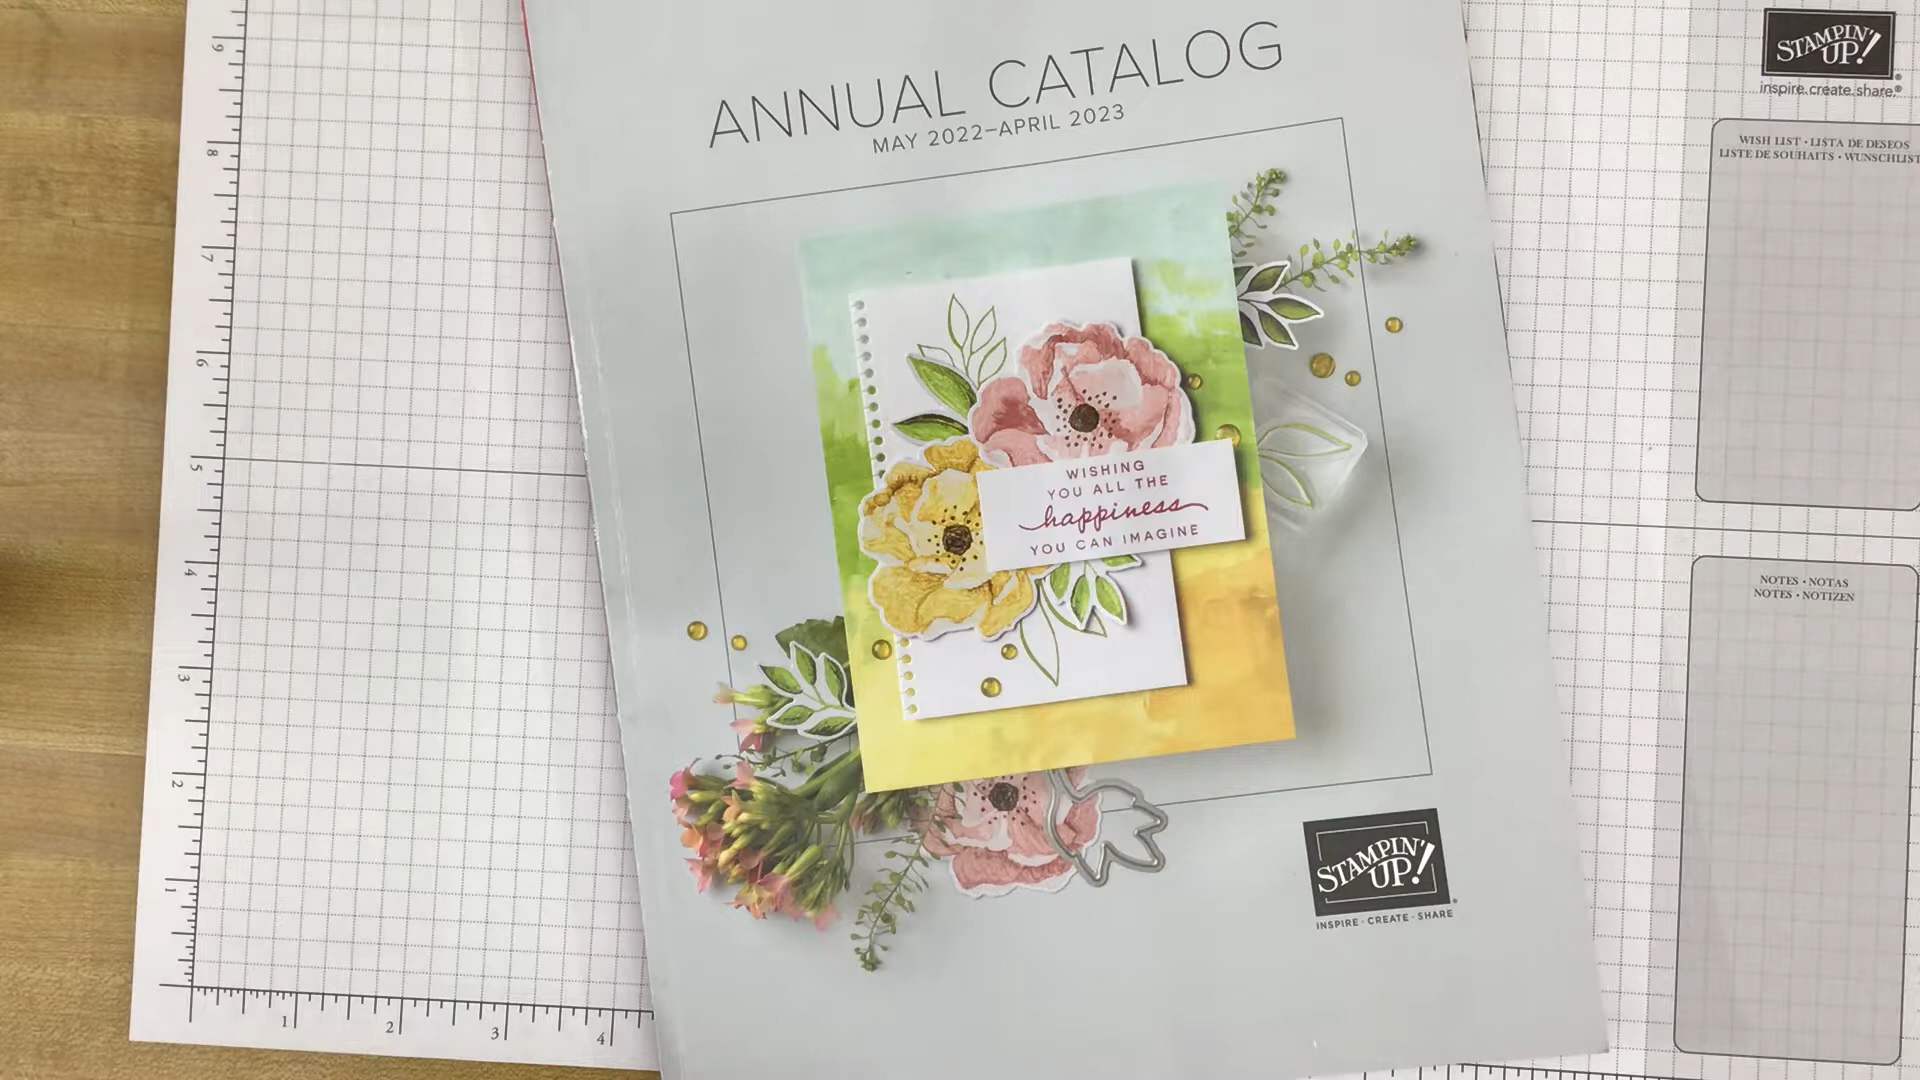 ANNUAL CATALOG
MAY 2022–APRIL 2023
WISHING
YOU ALL THE
happiness
YOU CAN IMAGINE
STAMPIN'
UP!
INSPIRE · CREATE · SHARE
STAMPIN'
UP!
inspire.create.share.®
WISH LIST • LISTA DE DESEOS
LISTE DE SOUHAITS • WUNSCHLIST
NOTES • NOTAS
NOTES • NOTIZEN
9
8
7
6
5
4
3
2
1
1
2
3
4